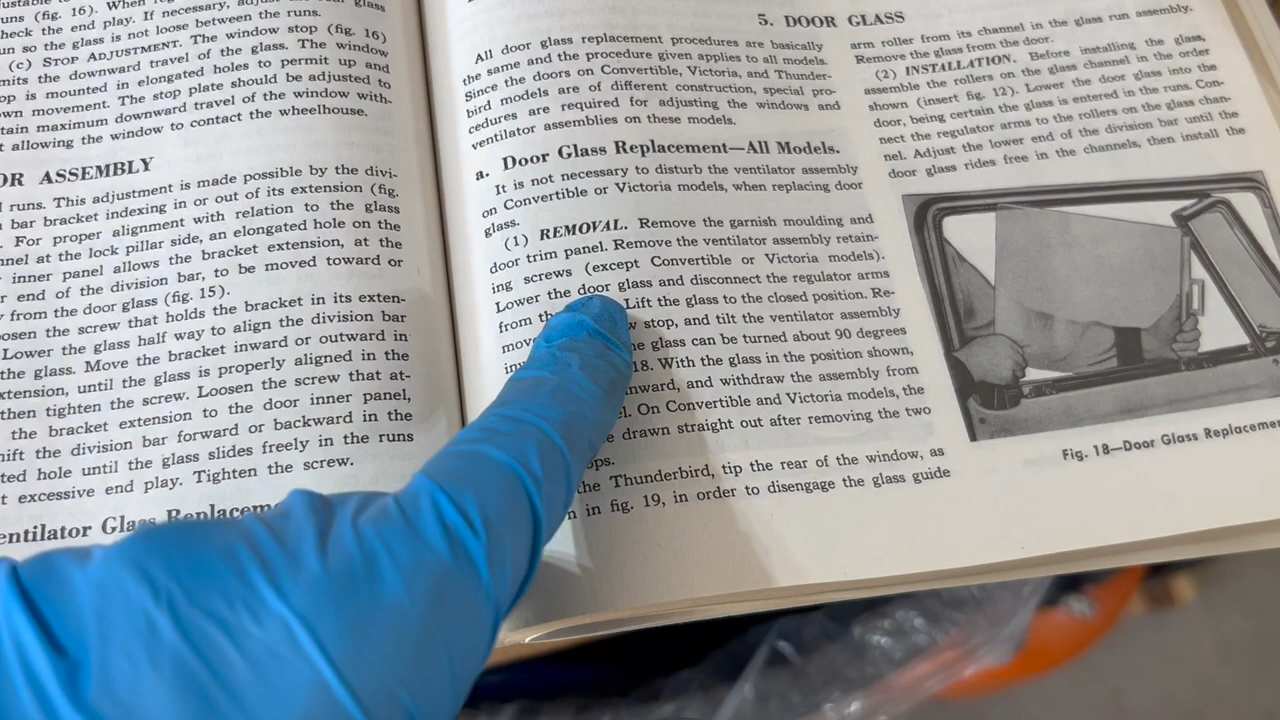 uns (fig. 16). When
heck the end play. If necessary, adjust the glass
un so the glass is not loose between the runs.
(c) STOP ADJUSTMENT. The window stop (fig. 16)
mits the downward travel of the glass. The window
op is mounted in elongated holes to permit up and
own movement. The stop plate should be adjusted to
tain maximum downward travel of the window with-
t allowing the window to contact the wheelhouse.
OR ASSEMBLY
l runs. This adjustment is made possible by the divi-
bar bracket indexing in or out of its extension (fig.
. For proper alignment with relation to the glass
nnel at the lock pillar side, an elongated hole on the
inner panel allows the bracket extension, at the
r end of the division bar, to be moved toward or
from the door glass (fig. 15).
oosen the screw that holds the bracket in its exten-
Lower the glass half way to align the division bar
the glass. Move the bracket inward or outward in
xtension, until the glass is properly aligned in the
then tighten the screw. Loosen the screw that at-
the bracket extension to the door inner panel,
hift the division bar forward or backward in the
ted hole until the glass slides freely in the runs
t excessive end play. Tighten the screw.
entilator Glass Replacem
5. DOOR GLASS
All door glass replacement procedures are basically
the same and the procedure given applies to all models.
Since the doors on Convertible, Victoria, and Thunder-
bird models are of different construction, special pro-
cedures are required for adjusting the windows and
ventilator assemblies on these models.
a. Door Glass Replacement—All Models.
It is not necessary to disturb the ventilator assembly
on Convertible or Victoria models, when replacing door
glass.
(1) REMOVAL. Remove the garnish moulding and
door trim panel. Remove the ventilator assembly retain-
ing screws (except Convertible or Victoria models).
Lower the door glass and disconnect the regulator arms
from th Lift the glass to the closed position. Re-
mov w stop, and tilt the ventilator assembly
inw he glass can be turned about 90 degrees
18. With the glass in the position shown,
nward, and withdraw the assembly from
el. On Convertible and Victoria models, the
e drawn straight out after removing the two
ops.
the Thunderbird, tip the rear of the window, as
n in fig. 19, in order to disengage the glass guide
arm roller from its channel in the glass run assembly.
Remove the glass from the door.
(2) INSTALLATION. Before installing the glass,
assemble the rollers on the glass channel in the order
shown (insert fig. 12). Lower the door glass into the
door, being certain the glass is entered in the runs. Con-
nect the regulator arms to the rollers on the glass chan-
nel. Adjust the lower end of the division bar until the
door glass rides free in the channels, then install the
Fig. 18—Door Glass Replacemen